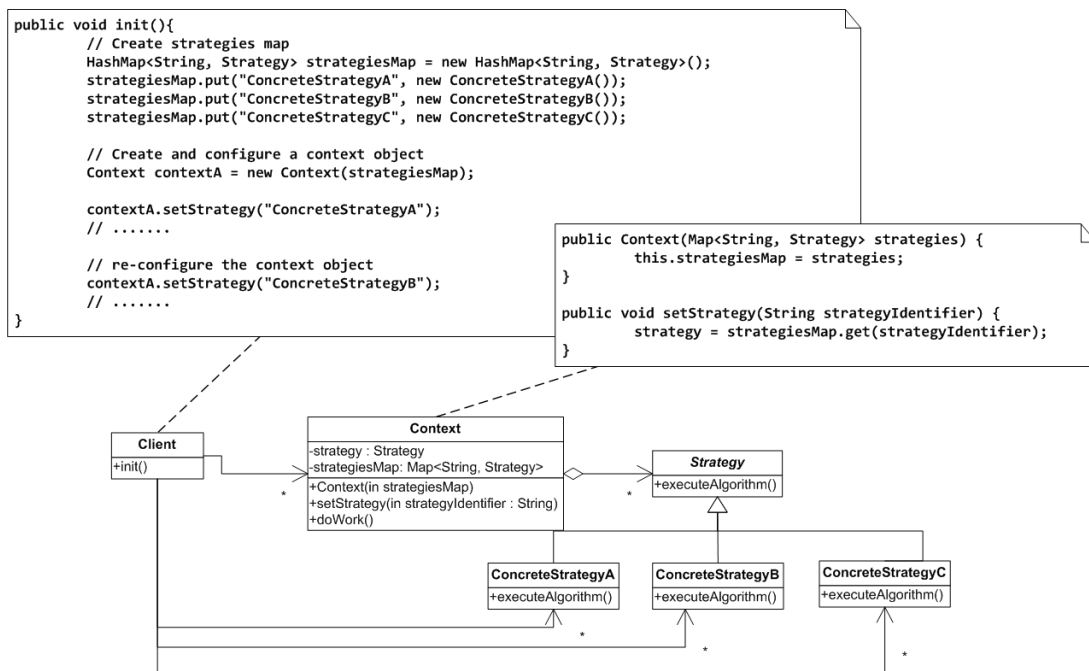 public void init(){
// Create strategies map
HashMap<String, Strategy> strategiesMap = new HashMap<String, Strategy>();
strategiesMap.put("ConcreteStrategyA", new ConcreteStrategyA());
strategiesMap.put("ConcreteStrategyB", new ConcreteStrategyB());
strategiesMap.put("ConcreteStrategyC", new ConcreteStrategyC());
// Create and configure a context object
Context contextA = new Context(strategiesMap);
contextA.setStrategy("ConcreteStrategyA");
// .......
// re-configure the context object
contextA.setStrategy("ConcreteStrategyB");
// .......
}
public Context(Map<String, Strategy> strategies) {
this.strategiesMap = strategies;
}
public void setStrategy(String strategyIdentifier) {
strategy = strategiesMap.get(strategyIdentifier);
}
Client
+init()
*
Context
-strategy : Strategy
-strategiesMap: Map<String, Strategy>
+Context(in strategiesMap)
+setStrategy(in strategyIdentifier : String)
+doWork()
*
Strategy
+executeAlgorithm()
ConcreteStrategyA
+executeAlgorithm()
ConcreteStrategyB
+executeAlgorithm()
ConcreteStrategyC
+executeAlgorithm()
*
*
*